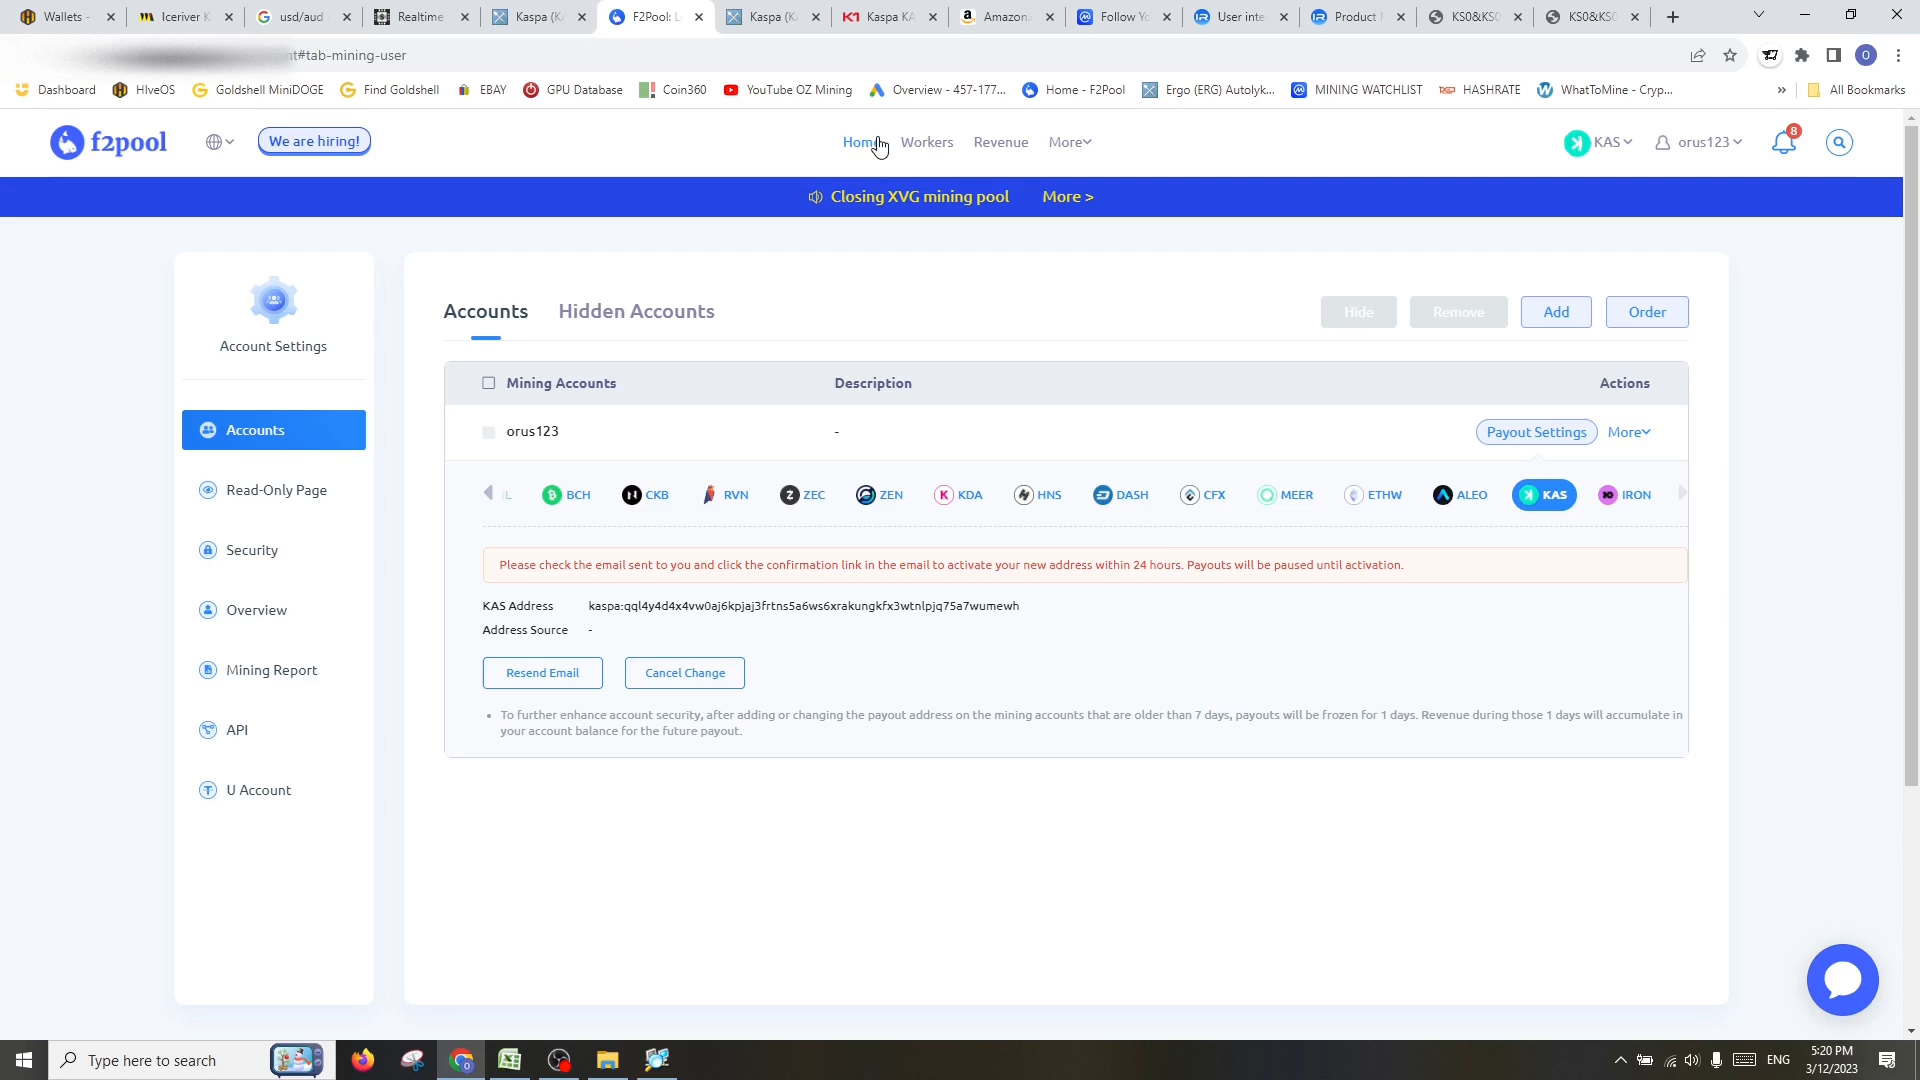 Wallets -
Iceriver K
usd/aud
Realtime
Kaspa (K
F2Pool: L
Kaspa (K
Kaspa KA
Amazon.
Follow Yo
User inte
Product
KS0&KS0
KS0&KS0
nt#tab-mining-user
O
Dashboard
HIveOS
Goldshell MiniDOGE
Find Goldshell
EBAY
GPU Database
Coin360
YouTube OZ Mining
Overview - 457-177...
Home - F2Pool
Ergo (ERG) Autolyk...
MINING WATCHLIST
HASHRATE
WhatToMine - Cryp...
»
All Bookmarks
f2pool
We are hiring!
Home
Workers
Revenue
More
KAS
orus123
8
Closing XVG mining pool
More >
Account Settings
Accounts
Read-Only Page
Security
Overview
Mining Report
API
U Account
Accounts
Hidden Accounts
Hide
Remove
Add
Order
Mining Accounts
Description
Actions
orus123
-
Payout Settings
More
L
BCH
CKB
RVN
ZEC
ZEN
KDA
HNS
DASH
CFX
MEER
ETHW
ALEO
KAS
IRON
Please check the email sent to you and click the confirmation link in the email to activate your new address within 24 hours. Payouts will be paused until activation.
KAS Address kaspa:qql4y4d4x4vw0aj6kpjaj3frtns5a6ws6xrakungkfx3wtnlpjq75a7wumewh
Address Source -
Resend Email
Cancel Change
• To further enhance account security, after adding or changing the payout address on the mining accounts that are older than 7 days, payouts will be frozen for 1 days. Revenue during those 1 days will accumulate in
your account balance for the future payout.
Type here to search
ENG
5:20 PM
3/12/2023